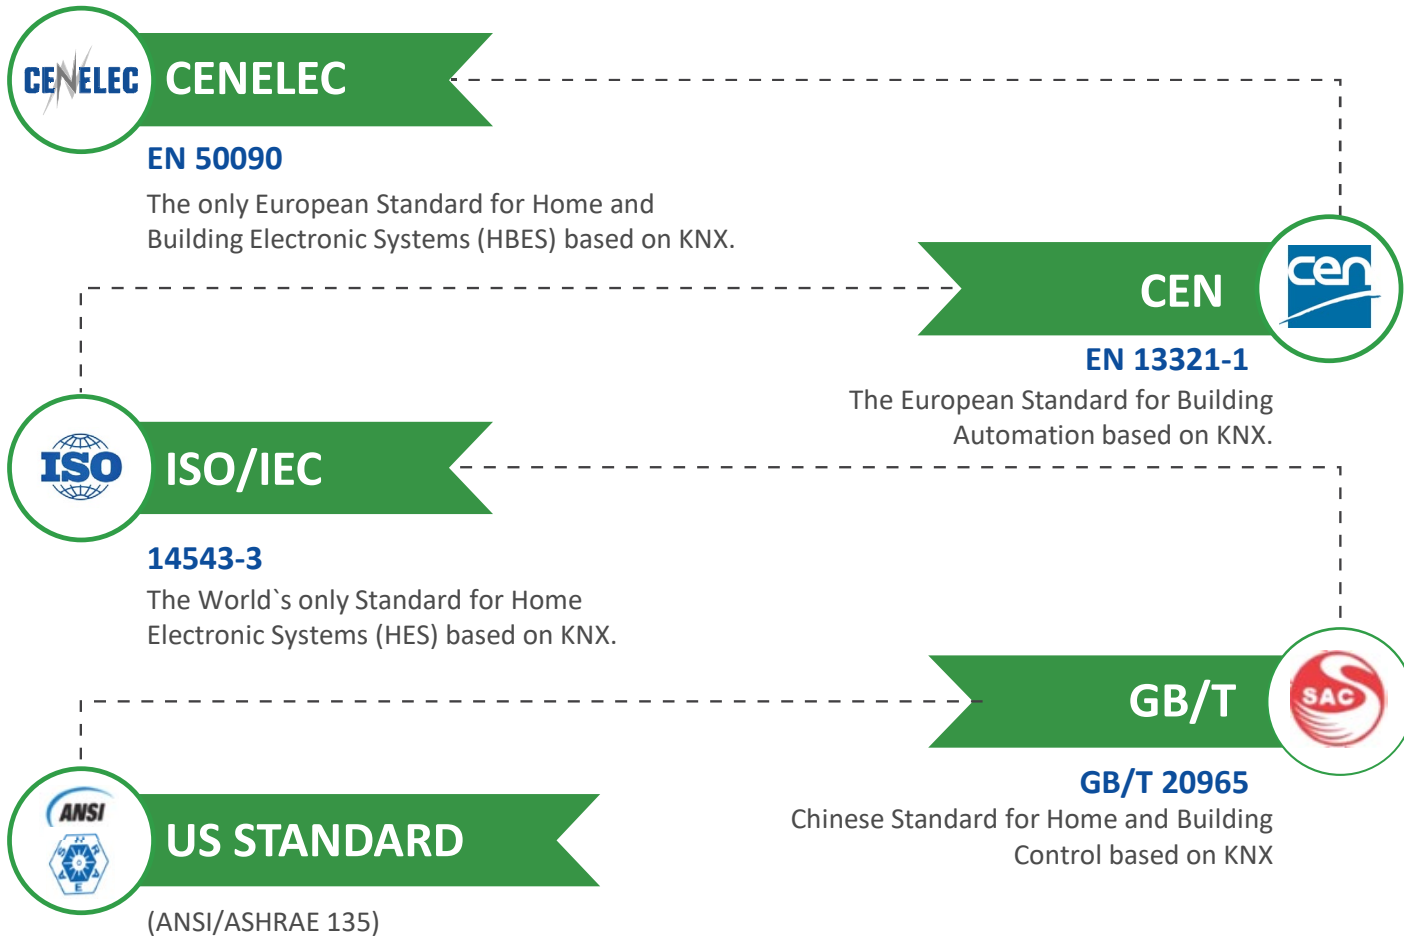 CENELEC CENELEC
EN 50090
The only European Standard for Home and
Building Electronic Systems (HBES) based on KNX.
CEN cen
EN 13321-1
The European Standard for Building
Automation based on KNX.
ISO ISO/IEC
14543-3
The World`s only Standard for Home
Electronic Systems (HES) based on KNX.
GB/T SAC
GB/T 20965
Chinese Standard for Home and Building
Control based on KNX
ANSI
ASHRAE
US STANDARD
(ANSI/ASHRAE 135)